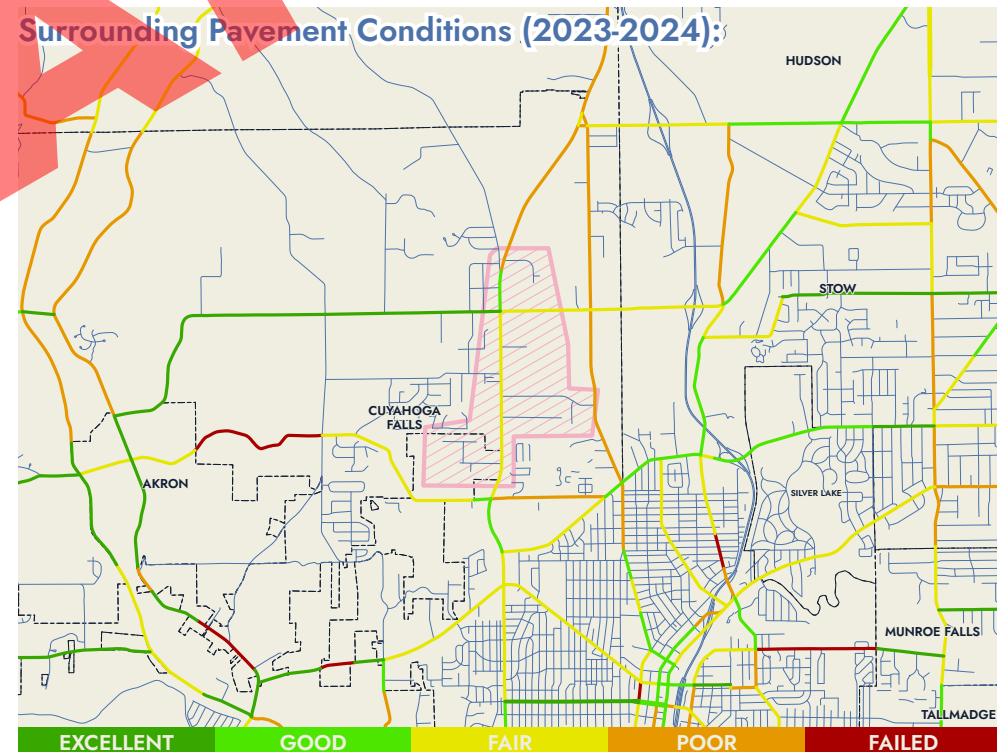 Surrounding Pavement Conditions (2023-2024):
HUDSON
STOW
CUYAHOGA
FALLS
AKRON
SILVER LAKE
MUNROE FALLS
TALLMADGE
EXCELLENT
GOOD
FAIR
POOR
FAILED